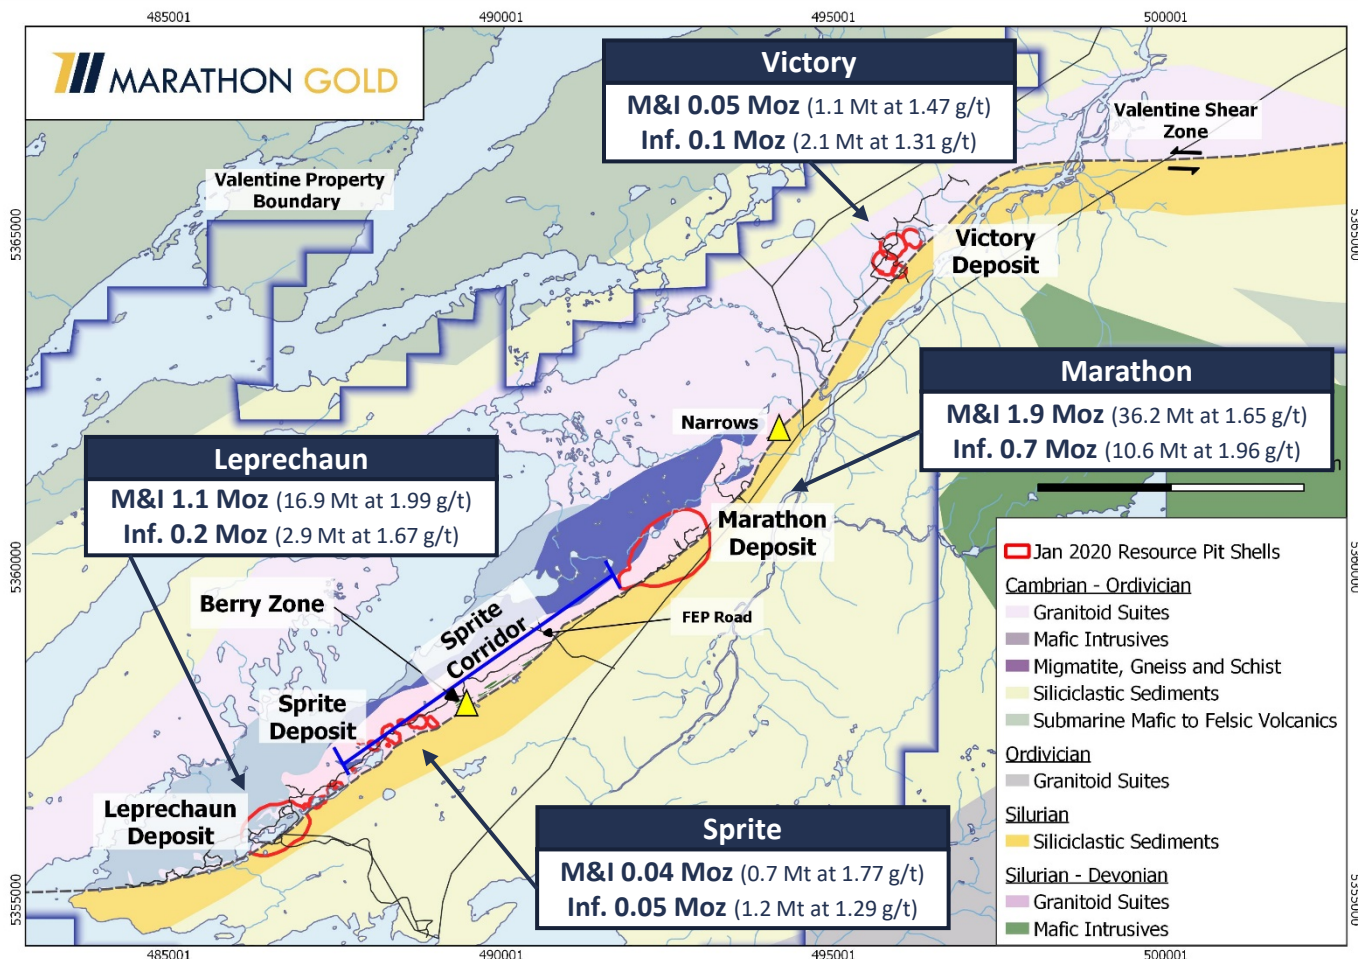 485001
490001
495001
500001
MARATHON GOLD
Victory
M&I 0.05 Moz (1.1 Mt at 1.47 g/t)
Inf. 0.1 Moz (2.1 Mt at 1.31 g/t)
Valentine Shear
Zone
Valentine Property
Boundary
5365000
5365000
Victory
Deposit
Marathon
M&I 1.9 Moz (36.2 Mt at 1.65 g/t)
Inf. 0.7 Moz (10.6 Mt at 1.96 g/t)
Narrows
Leprechaun
M&I 1.1 Moz (16.9 Mt at 1.99 g/t)
Inf. 0.2 Moz (2.9 Mt at 1.67 g/t)
Marathon
Deposit
5360000
5360000
Berry Zone
Sprite
Corridor
FEP Road
Sprite
Deposit
Leprechaun
Deposit
Sprite
M&I 0.04 Moz (0.7 Mt at 1.77 g/t)
Inf. 0.05 Moz (1.2 Mt at 1.29 g/t)
Jan 2020 Resource Pit Shells
Cambrian - Ordivician
Granitoid Suites
Mafic Intrusives
Migmatite, Gneiss and Schist
Siliciclastic Sediments
Submarine Mafic to Felsic Volcanics
Ordivician
Granitoid Suites
Silurian
Siliciclastic Sediments
Silurian - Devonian
Granitoid Suites
Mafic Intrusives
5355000
5355000
485001
490001
495001
500001